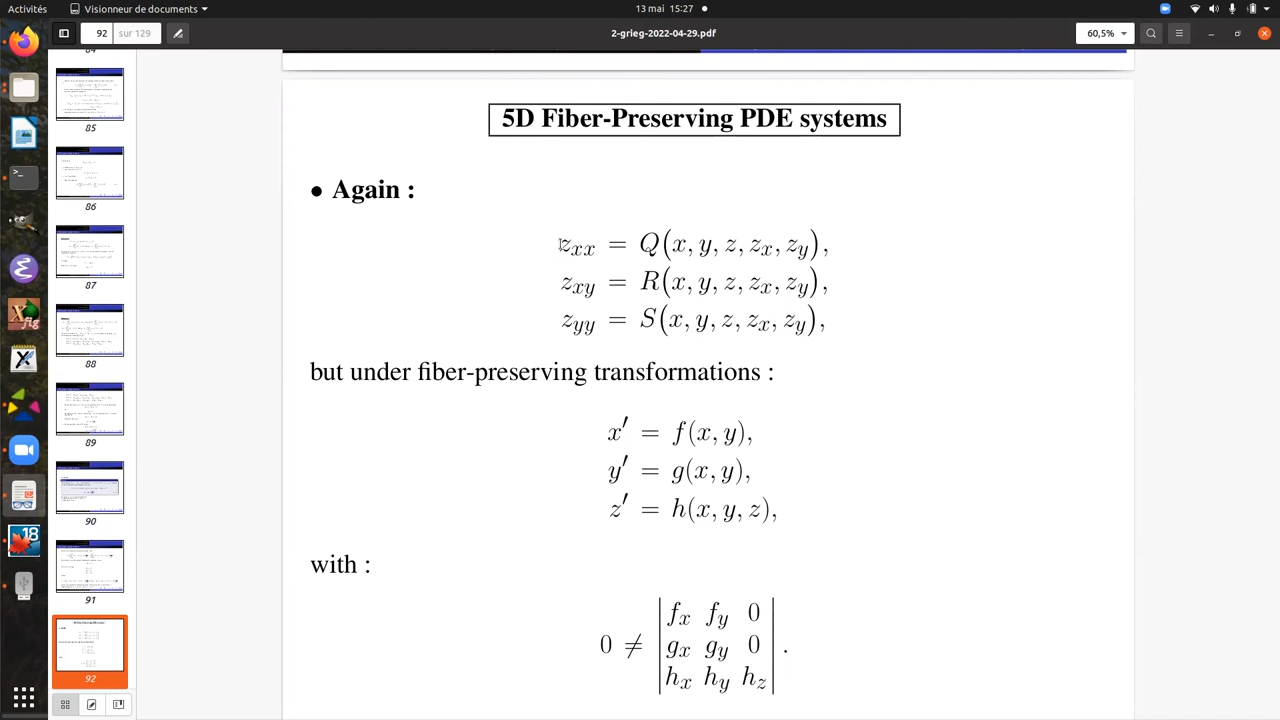 Activités
Visionneur de documents
13 mai 15:27
92 sur 129
2-grieg-2022-04-29.pdf
60,5%
85
86
87
88
89
90
91
92
5D Fiber-Preserving PDE systems
• Again :
z_{xx} = Q(x, y, z, z_x, z_y),
z_{xy} = R(x, y, z, z_x, z_y),
z_{yy} = S(x, y, z, z_x, z_y),
but under fiber-preserving transformations :
x′ = f(x, y),
y′ = g(x, y),
z′ = h(x, y, z),
with :
f_x f_y 0
0 ≠ | g_x g_y 0 | .
h_x h_y h_z